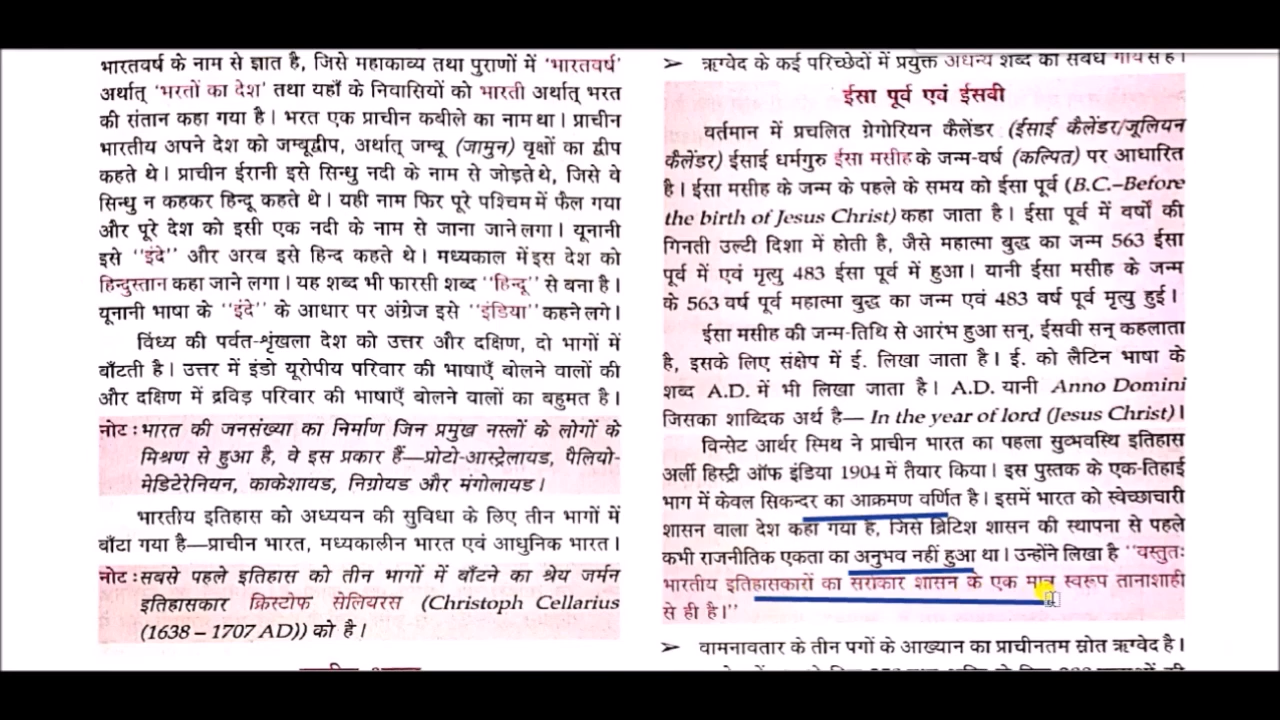 भारतवर्ष के नाम से ज्ञात है, जिसे महाकाव्य तथा पुराणों में 'भारतवर्ष'
अर्थात् 'भरतों का देश' तथा यहाँ के निवासियों को भारती अर्थात् भरत
की संतान कहा गया है। भरत एक प्राचीन कबीले का नाम था। प्राचीन
भारतीय अपने देश को जम्बूद्वीप, अर्थात् जम्बू (जामुन) वृक्षों का द्वीप
कहते थे। प्राचीन ईरानी इसे सिन्धु नदी के नाम से जोड़ते थे, जिसे वे
सिन्धु न कहकर हिन्दू कहते थे। यही नाम फिर पूरे पश्चिम में फैल गया
और पूरे देश को इसी एक नदी के नाम से जाना जाने लगा। यूनानी
इसे ''इंदे'' और अरब इसे हिन्द कहते थे। मध्यकाल में इस देश को
हिन्दुस्तान कहा जाने लगा। यह शब्द भी फारसी शब्द ''हिन्दू'' से बना है।
यूनानी भाषा के ''इंदे'' के आधार पर अंग्रेज इसे ''इंडिया'' कहने लगे।
विंध्य की पर्वत-शृंखला देश को उत्तर और दक्षिण, दो भागों में
बाँटती है। उत्तर में इंडो यूरोपीय परिवार की भाषाएँ बोलने वालों की
और दक्षिण में द्रविड़ परिवार की भाषाएँ बोलने वालों का बहुमत है।
नोट : भारत की जनसंख्या का निर्माण जिन प्रमुख नस्लों के लोगों के
मिश्रण से हुआ है, वे इस प्रकार हैं—प्रोटो-आस्ट्रेलायड, पैलियो-
मेडिटेरेनियन, काकेशायड, निग्रोयड और मंगोलायड।
भारतीय इतिहास को अध्ययन की सुविधा के लिए तीन भागों में
बाँटा गया है—प्राचीन भारत, मध्यकालीन भारत एवं आधुनिक भारत।
नोट : सबसे पहले इतिहास को तीन भागों में बाँटने का श्रेय जर्मन
इतिहासकार क्रिस्टोफ सेलियरस (Christoph Cellarius
(1638 – 1707 AD)) को है।
➢ ऋग्वेद के कई परिच्छेदों में प्रयुक्त अघन्य शब्द का संबंध गाय से है।
ईसा पूर्व एवं ईसवी
वर्तमान में प्रचलित ग्रेगोरियन कैलेंडर (ईसाई कैलेंडर/जूलियन
कैलेंडर) ईसाई धर्मगुरु ईसा मसीह के जन्म-वर्ष (कल्पित) पर आधारित
है। ईसा मसीह के जन्म के पहले के समय को ईसा पूर्व (B.C.–Before
the birth of Jesus Christ) कहा जाता है। ईसा पूर्व में वर्षों की
गिनती उल्टी दिशा में होती है, जैसे महात्मा बुद्ध का जन्म 563 ईसा
पूर्व में एवं मृत्यु 483 ईसा पूर्व में हुआ। यानी ईसा मसीह के जन्म
के 563 वर्ष पूर्व महात्मा बुद्ध का जन्म एवं 483 वर्ष पूर्व मृत्यु हुई।
ईसा मसीह की जन्म-तिथि से आरंभ हुआ सन्, ईसवी सन् कहलाता
है, इसके लिए संक्षेप में ई. लिखा जाता है। ई. को लैटिन भाषा के
शब्द A.D. में भी लिखा जाता है। A.D. यानी Anno Domini
जिसका शाब्दिक अर्थ है— In the year of lord (Jesus Christ)।
विन्सेट आर्थर स्मिथ ने प्राचीन भारत का पहला सुव्भवस्थि इतिहास
अर्ली हिस्ट्री ऑफ इंडिया 1904 में तैयार किया। इस पुस्तक के एक-तिहाई
भाग में केवल सिकन्दर का आक्रमण वर्णित है। इसमें भारत को स्वेच्छाचारी
शासन वाला देश कहा गया है, जिसे ब्रिटिश शासन की स्थापना से पहले
कभी राजनीतिक एकता का अनुभव नहीं हुआ था। उन्होंने लिखा है ''वस्तुतः
भारतीय इतिहासकारों का सरोकार शासन के एक मात्र स्वरूप तानाशाही
से ही है।''
➢ वामनावतार के तीन पगों के आख्यान का प्राचीनतम स्रोत ऋग्वेद है।